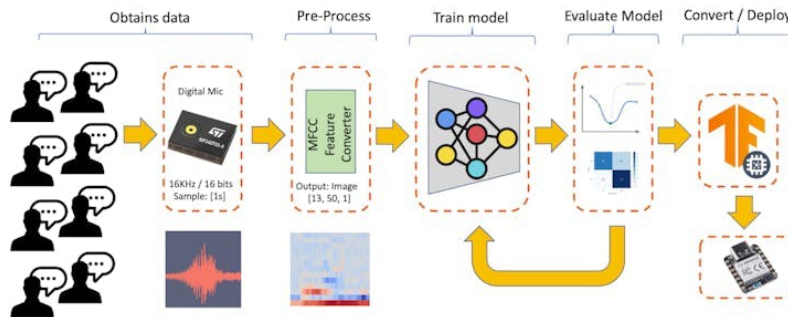 Obtains data
Pre-Process
Train model
Evaluate Model
Convert / Deploy
Digital Mic
16KHz / 16 bits
Sample: [1s]
MFCC
Feature
Converter
Output: Image
[13, 50, 1]